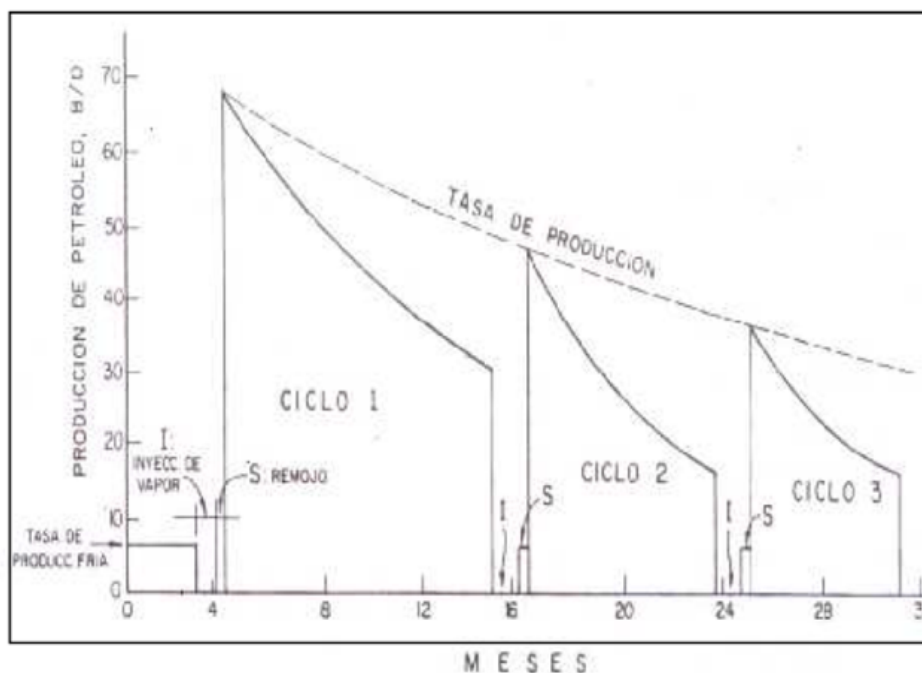 PRODUCCION DE PETROLEO, B/D
70
60
50
40
30
20
10
0
TASA DE PRODUCCION
CICLO 1
CICLO 2
CICLO 3
I:
INYECC DE
VAPOR
S: REMOJO
TASA DE
PRODUCC FRIA
I
S
I
S
0
4
8
12
16
20
24
28
3
MESES